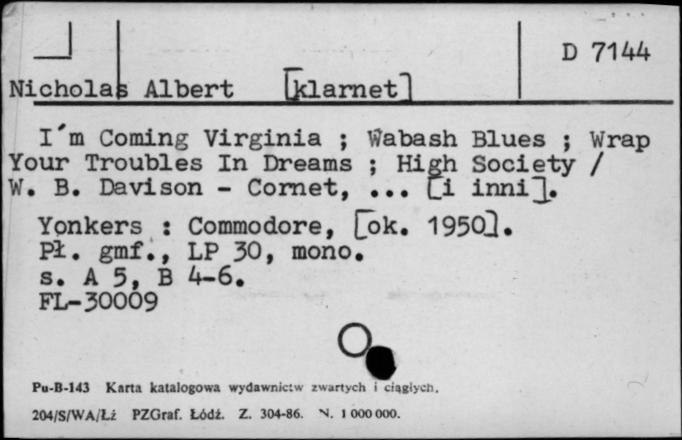 D 7144
Nicholas Albert [klarnet]
I'm Coming Virginia ; Wabash Blues ; Wrap
Your Troubles In Dreams ; High Society /
W. B. Davison - Cornet, ... [i inni].
Yonkers : Commodore, [ok. 1950].
Pł. gmf., LP 30, mono.
s. A 5, B 4-6.
FL-30009
Pu-B-143 Karta katalogowa wydawnictw zwartych i ciągłych.
204/S/WA/Łź PZGraf. Łódź. Z. 304-86. N. 1 000 000.